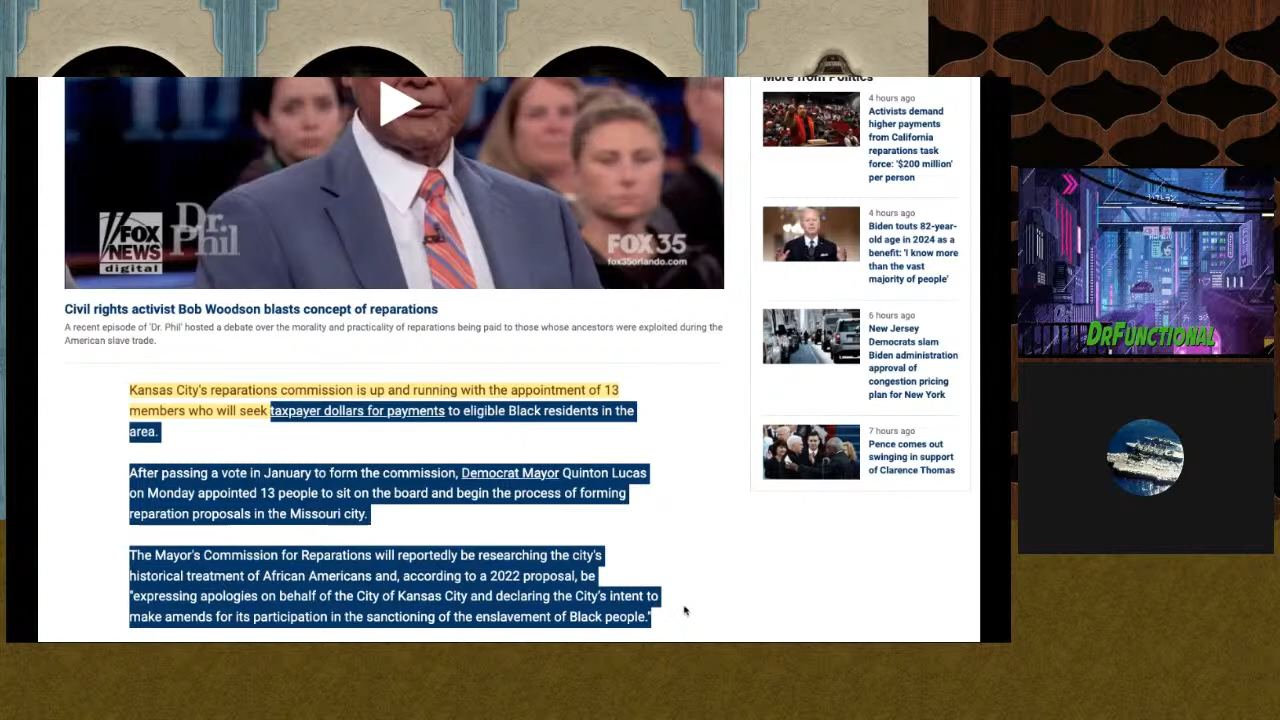 More from Politics
4 hours ago
Activists demand
higher payments
from California
reparations task
force: '$200 million'
per person
4 hours ago
Biden touts 82-year-
old age in 2024 as a
benefit: 'I know more
than the vast
majority of people'
6 hours ago
New Jersey
Democrats slam
Biden administration
approval of
congestion pricing
plan for New York
7 hours ago
Pence comes out
swinging in support
of Clarence Thomas
FOX
NEWS
digital
Dr.
Phil
FOX 35
fox35orlando.com
Civil rights activist Bob Woodson blasts concept of reparations
A recent episode of 'Dr. Phil' hosted a debate over the morality and practicality of reparations being paid to those whose ancestors were exploited during the
American slave trade.
Kansas City's reparations commission is up and running with the appointment of 13
members who will seek taxpayer dollars for payments to eligible Black residents in the
area.
After passing a vote in January to form the commission, Democrat Mayor Quinton Lucas
on Monday appointed 13 people to sit on the board and begin the process of forming
reparation proposals in the Missouri city.
The Mayor's Commission for Reparations will reportedly be researching the city's
historical treatment of African Americans and, according to a 2022 proposal, be
"expressing apologies on behalf of the City of Kansas City and declaring the City's intent to
make amends for its participation in the sanctioning of the enslavement of Black people."
DRFUNCTIONAL